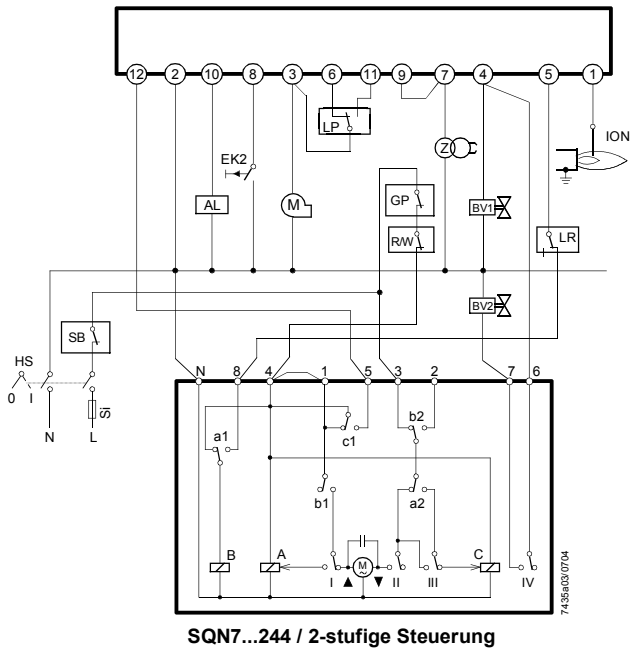 12 2 10 8 3 6 11 9 7 4 5 1
LP
ION
EK2
Z
AL
M
GP
BV1
R/W
LR
BV2
SB
HS
0 I
Si
N L
N 8 4 1 5 3 2 7 6
a1
c1
b2
b1
a2
B A M C
I II III IV
7435a03/0704
SQN7...244 / 2-stufige Steuerung